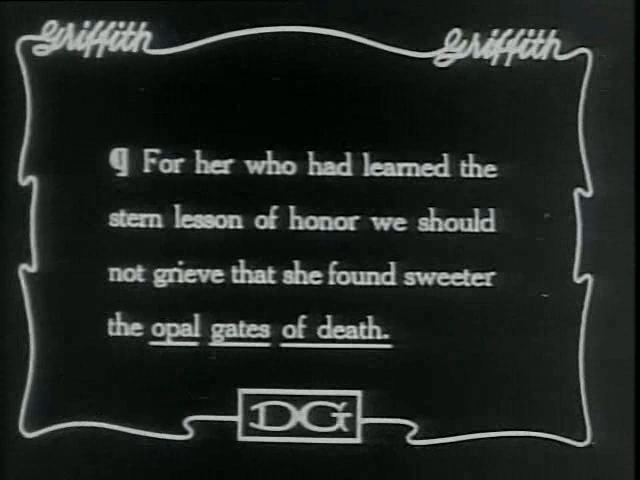 Griffith Griffith
¶ For her who had learned the
stern lesson of honor we should
not grieve that she found sweeter
the opal gates of death.
DG